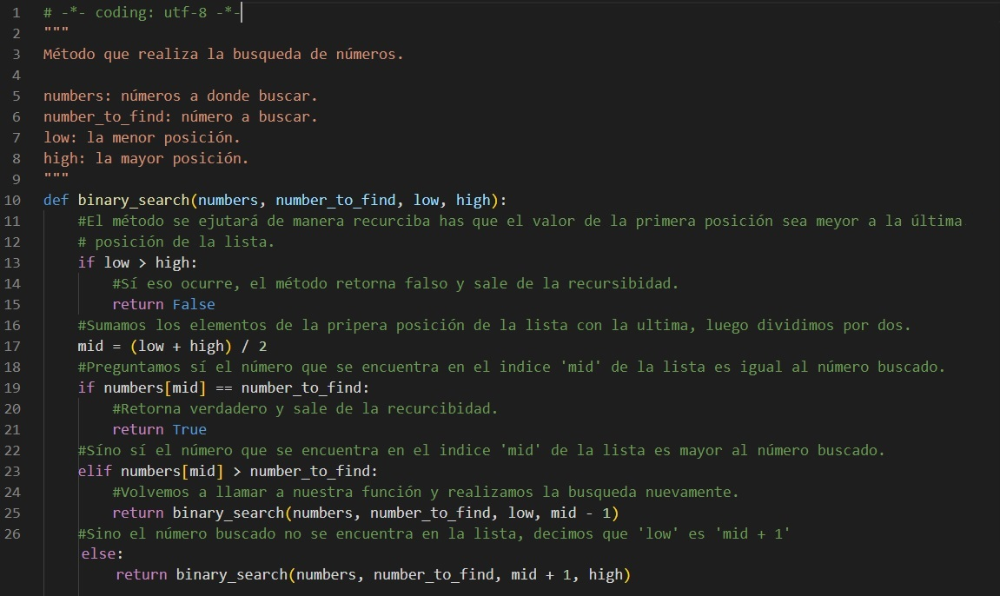 1 # -*- coding: utf-8 -*-
2 """
3 Método que realiza la busqueda de números.
4
5 numbers: números a donde buscar.
6 number_to_find: número a buscar.
7 low: la menor posición.
8 high: la mayor posición.
9 """
10 def binary_search(numbers, number_to_find, low, high):
11 #El método se ejutará de manera recurciba has que el valor de la primera posición sea meyor a la última
12 # posición de la lista.
13 if low > high:
14 #Sí eso ocurre, el método retorna falso y sale de la recursibidad.
15 return False
16 #Sumamos los elementos de la pripera posición de la lista con la ultima, luego dividimos por dos.
17 mid = (low + high) / 2
18 #Preguntamos sí el número que se encuentra en el indice 'mid' de la lista es igual al número buscado.
19 if numbers[mid] == number_to_find:
20 #Retorna verdadero y sale de la recurcibidad.
21 return True
22 #Síno sí el número que se encuentra en el indice 'mid' de la lista es mayor al número buscado.
23 elif numbers[mid] > number_to_find:
24 #Volvemos a llamar a nuestra función y realizamos la busqueda nuevamente.
25 return binary_search(numbers, number_to_find, low, mid - 1)
26 #Sino el número buscado no se encuentra en la lista, decimos que 'low' es 'mid + 1'
else:
return binary_search(numbers, number_to_find, mid + 1, high)